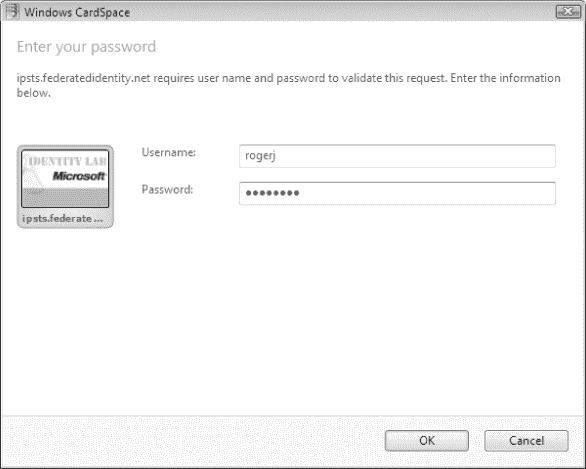 Windows CardSpace
Enter your password
ipsts.federatedidentity.net requires user name and password to validate this request. Enter the information
below.
IDENTITY LAB
Microsoft
ipsts.federate ...
Username:
rogerj
Password:
••••••••
OK
Cancel